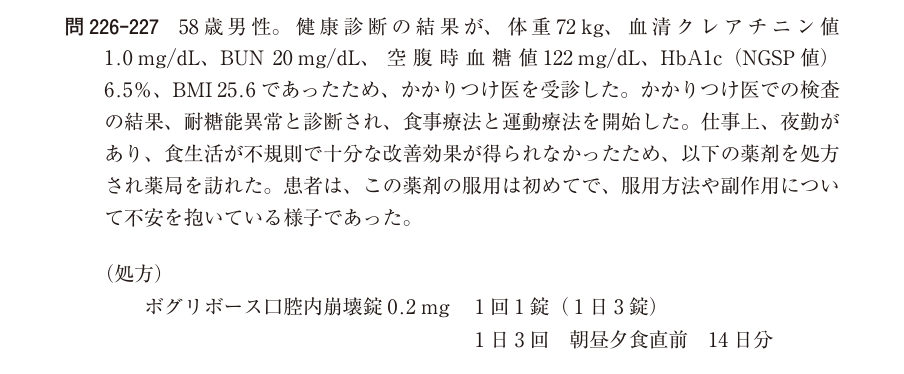 問 226-227 58歳男性。健康診断の結果が、体重72 kg、血清クレアチニン値
1.0 mg/dL、BUN 20 mg/dL、空腹時血糖値122 mg/dL、HbA1c（NGSP値）
6.5％、BMI 25.6であったため、かかりつけ医を受診した。かかりつけ医での検査
の結果、耐糖能異常と診断され、食事療法と運動療法を開始した。仕事上、夜勤が
あり、食生活が不規則で十分な改善効果が得られなかったため、以下の薬剤を処方
され薬局を訪れた。患者は、この薬剤の服用は初めてで、服用方法や副作用につい
て不安を抱いている様子であった。
（処方）
ボグリボース口腔内崩壊錠0.2 mg 1回1錠（1日3錠）
1日3回 朝昼夕食直前 14日分